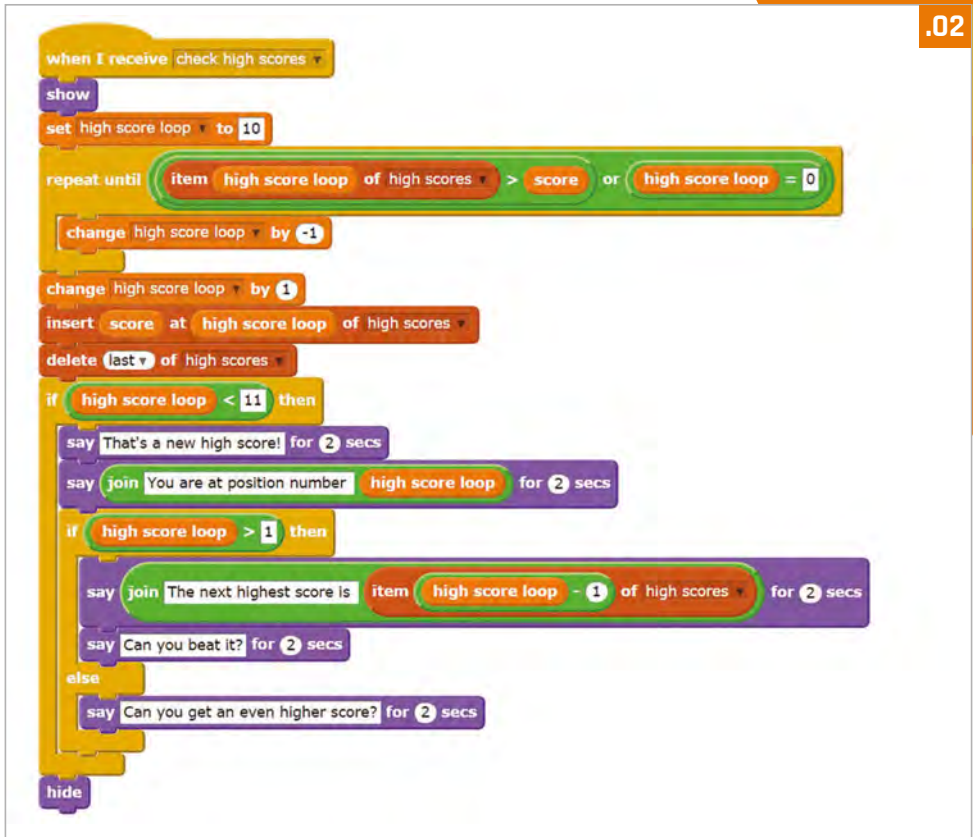 .02
when I receive check high scores
show
set high score loop to 10
repeat until item high score loop of high scores > score or high score loop = 0
change high score loop by -1
change high score loop by 1
insert score at high score loop of high scores
delete last of high scores
if high score loop < 11 then
say That's a new high score! for 2 secs
say join You are at position number high score loop for 2 secs
if high score loop > 1 then
say join The next highest score is item high score loop - 1 of high scores for 2 secs
say Can you beat it? for 2 secs
else
say Can you get an even higher score? for 2 secs
hide